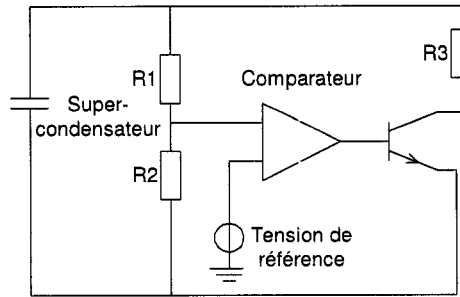 R1
Comparateur
R3
Super-
condensateur
R2
Tension de
référence